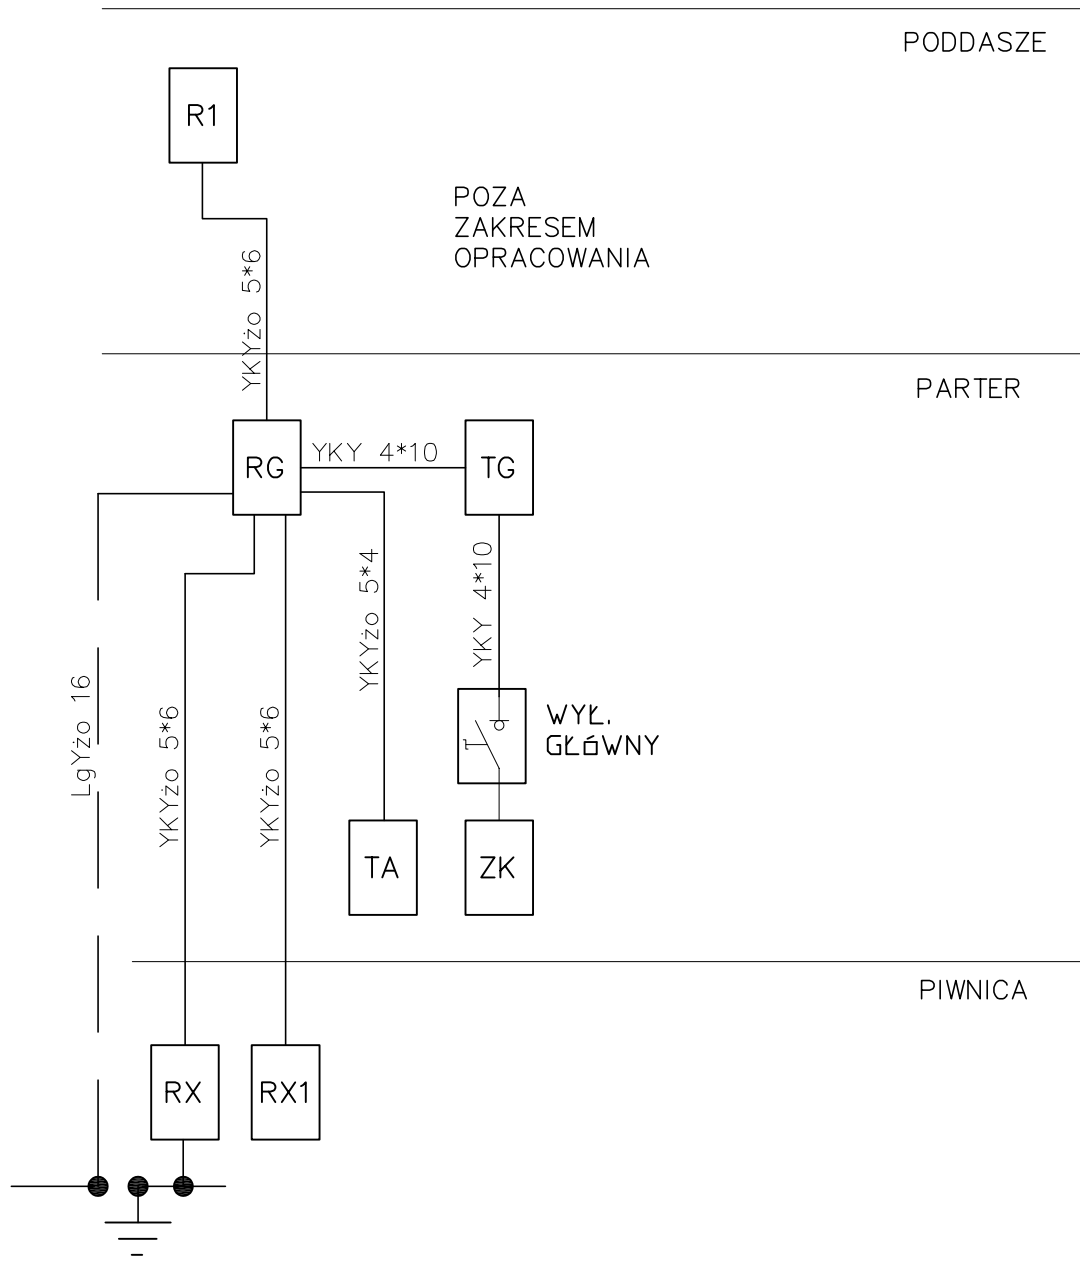 PODDASZE
R1
POZA
ZAKRESEM
OPRACOWANIA
YKYżo 5*6
PARTER
RG
YKY 4*10
TG
YKYżo 5*4
YKY 4*10
LgYżo 16
YKYżo 5*6
YKYżo 5*6
WYŁ.
GŁóWNY
TA
ZK
PIWNICA
RX
RX1